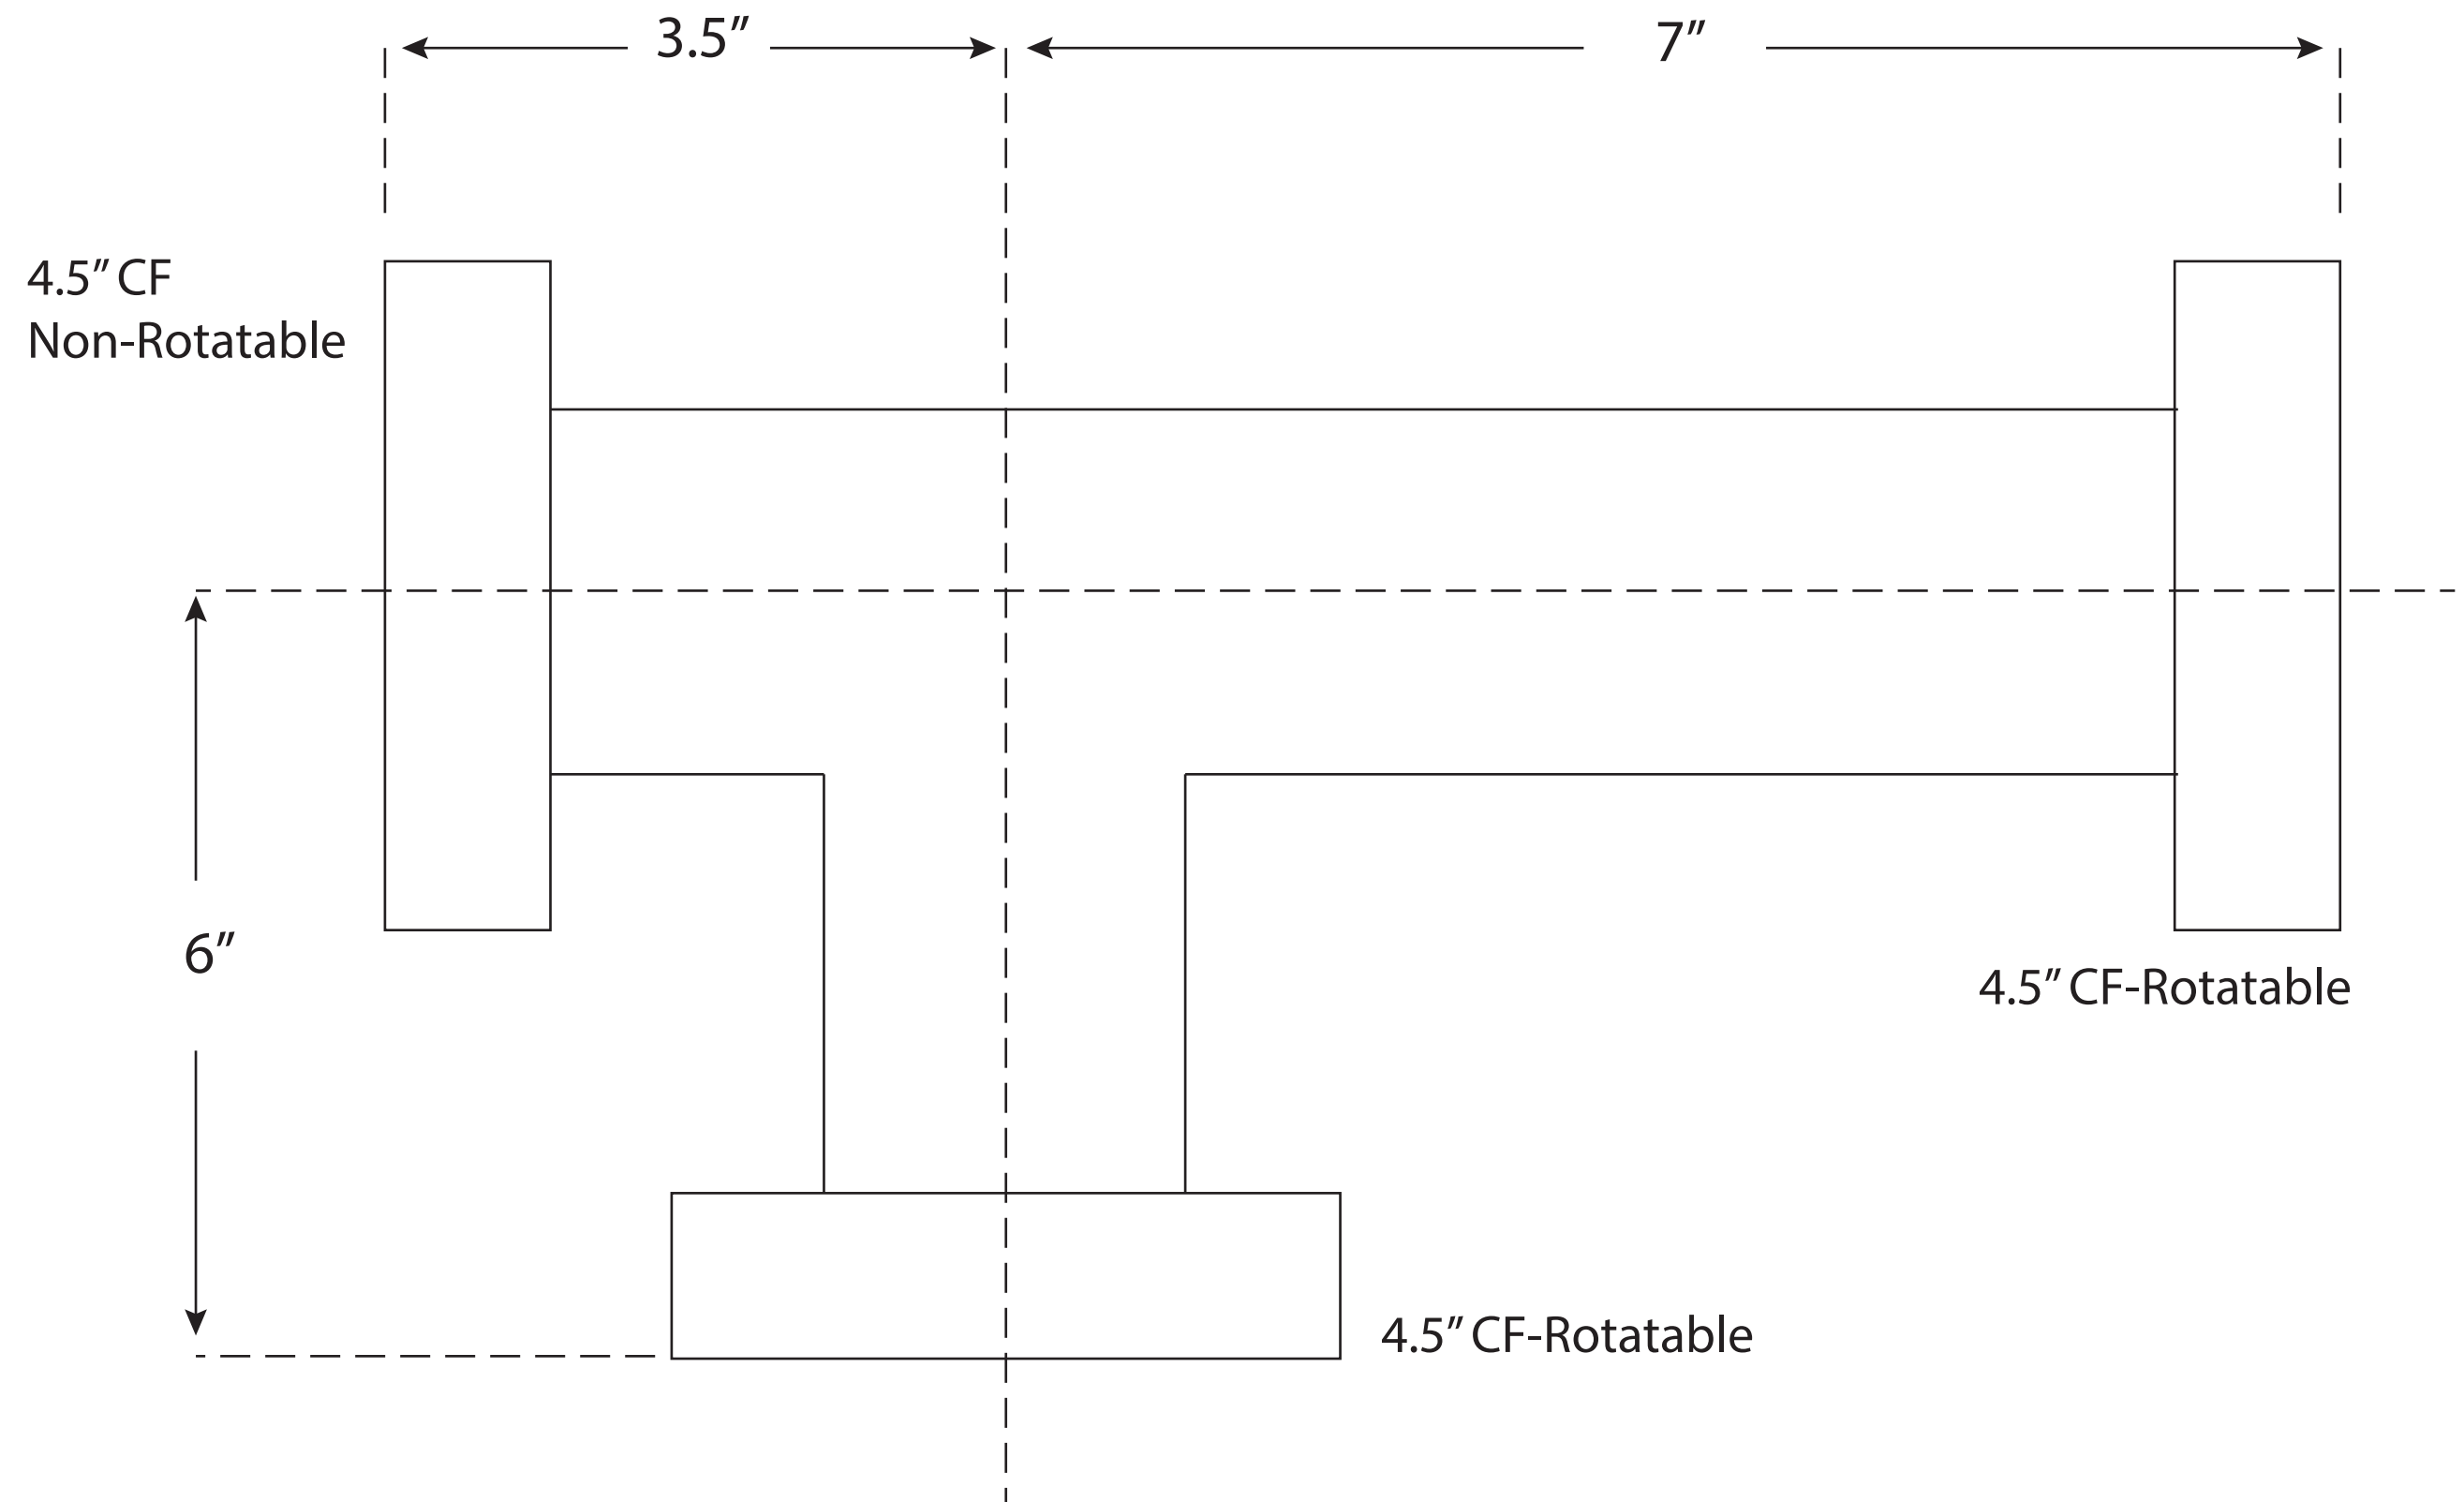 3.5”
7”
4.5” CF
Non-Rotatable
6”
4.5” CF-Rotatable
4.5” CF-Rotatable